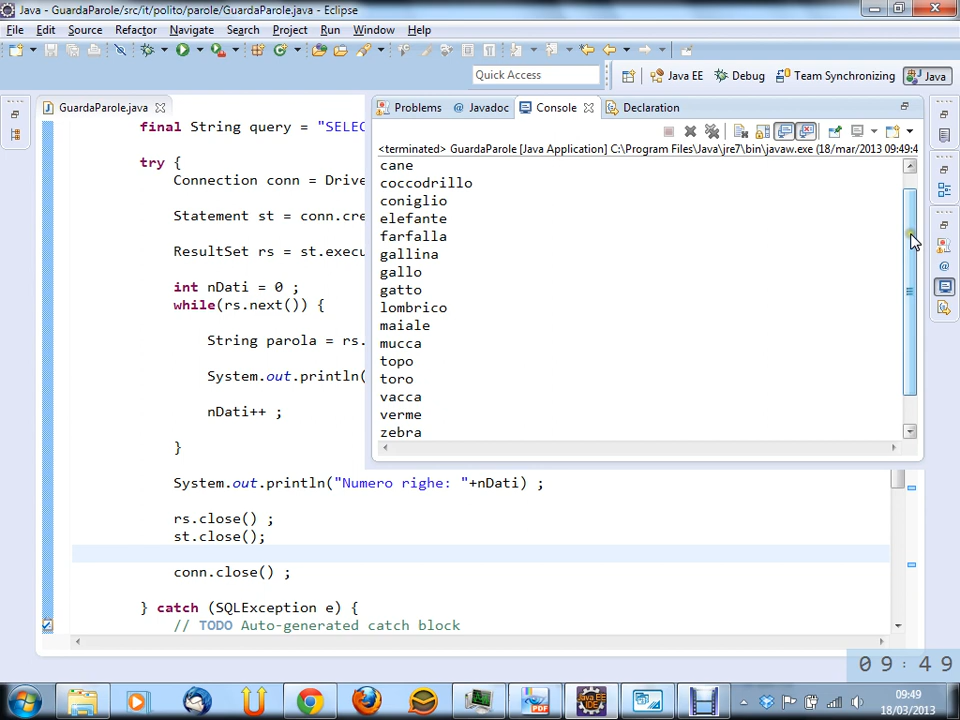 Java - GuardaParole/src/it/polito/parole/GuardaParole.java - Eclipse
File Edit Source Refactor Navigate Search Project Run Window Help
Quick Access
Java EE Debug Team Synchronizing Java
GuardaParole.java
Problems @ Javadoc Console Declaration
<terminated> GuardaParole [Java Application] C:\Program Files\Java\jre7\bin\javaw.exe (18/mar/2013 09:49:4
final String query = "SELEC
try {
Connection conn = Drive
Statement st = conn.cre
ResultSet rs = st.execu
int nDati = 0 ;
while(rs.next()) {
String parola = rs.
System.out.println(
nDati++ ;
}
System.out.println("Numero righe: "+nDati) ;
rs.close() ;
st.close();
conn.close() ;
} catch (SQLException e) {
// TODO Auto-generated catch block
cane
coccodrillo
coniglio
elefante
farfalla
gallina
gallo
gatto
lombrico
maiale
mucca
topo
toro
vacca
verme
zebra
09:49
PDF
Java EE
IDE
09:49
18/03/2013